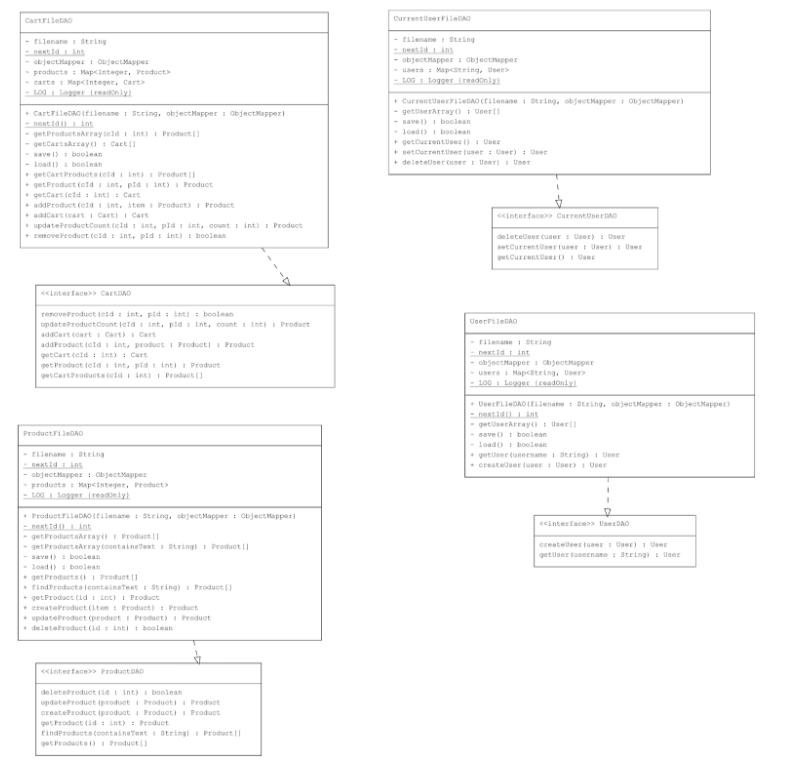 CartFileDAO
- filename : String
- nextId : int
- objectMapper : ObjectMapper
- products : Map<Integer, Product>
- carts : Map<Integer, Cart>
- LOG : Logger {readOnly}
+ CartFileDAO(filename : String, objectMapper : ObjectMapper)
- nextId() : int
- getProductsArray(cId : int) : Product[]
- getCartsArray() : Cart[]
- save() : boolean
- load() : boolean
+ getCartProducts(cId : int) : Product[]
+ getProduct(cId : int, pId : int) : Product
+ getCart(cId : int) : Cart
+ addProduct(cId : int, item : Product) : Product
+ addCart(cart : Cart) : Cart
+ updateProductCount(cId : int, pId : int, count : int) : Product
+ removeProduct(cId : int, pId : int) : boolean
<<interface>> CartDAO
removeProduct(cId : int, pId : int) : boolean
updateProductCount(cId : int, pId : int, count : int) : Product
addCart(cart : Cart) : Cart
addProduct(cId : int, product : Product) : Product
getCart(cId : int) : Cart
getProduct(cId : int, pId : int) : Product
getCartProducts(cId : int) : Product[]
ProductFileDAO
- filename : String
- nextId : int
- objectMapper : ObjectMapper
- products : Map<Integer, Product>
- LOG : Logger {readOnly}
+ ProductFileDAO(filename : String, objectMapper : ObjectMapper)
- nextId() : int
- getProductsArray() : Product[]
- getProductsArray(containsText : String) : Product[]
- save() : boolean
- load() : boolean
+ getProducts() : Product[]
+ findProducts(containsText : String) : Product[]
+ getProduct(id : int) : Product
+ createProduct(item : Product) : Product
+ updateProduct(product : Product) : Product
+ deleteProduct(id : int) : boolean
<<interface>> ProductDAO
deleteProduct(id : int) : boolean
updateProduct(product : Product) : Product
createProduct(product : Product) : Product
getProduct(id : int) : Product
findProducts(containsText : String) : Product[]
getProducts() : Product[]
CurrentUserFileDAO
- filename : String
- nextId : int
- objectMapper : ObjectMapper
- users : Map<String, User>
- LOG : Logger {readOnly}
+ CurrentUserFileDAO(filename : String, objectMapper : ObjectMapper)
- getUserArray() : User[]
- save() : boolean
- load() : boolean
+ getCurrentUser() : User
+ setCurrentUser(user : User) : User
+ deleteUser(user : User) : User
<<interface>> CurrentUserDAO
deleteUser(user : User) : User
setCurrentUser(user : User) : User
getCurrentUser() : User
UserFileDAO
- filename : String
- nextId : int
- objectMapper : ObjectMapper
- users : Map<String, User>
- LOG : Logger {readOnly}
+ UserFileDAO(filename : String, objectMapper : ObjectMapper)
- nextId() : int
- getUserArray() : User[]
- save() : boolean
- load() : boolean
+ getUser(username : String) : User
+ createUser(user : User) : User
<<interface>> UserDAO
createUser(user : User) : User
getUser(username : String) : User